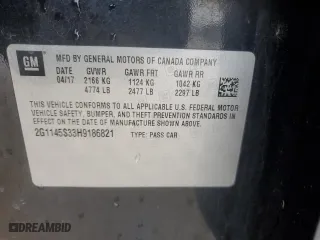 GM
MFD BY GENERAL MOTORS OF CANADA COMPANY
DATE GVWR GAWR FRT GAWR RR
04/17 2166 KG 1124 KG 1042 KG
4774 LB 2477 LB 2297 LB
THIS VEHICLE CONFORMS TO ALL APPLICABLE U.S. FEDERAL MOTOR
VEHICLE SAFETY, BUMPER, AND THEFT PREVENTION STANDARDS IN EFFECT
ON THE DATE OF MANUFACTURE SHOWN ABOVE.
2G1145S33H9186821 TYPE: PASS CAR